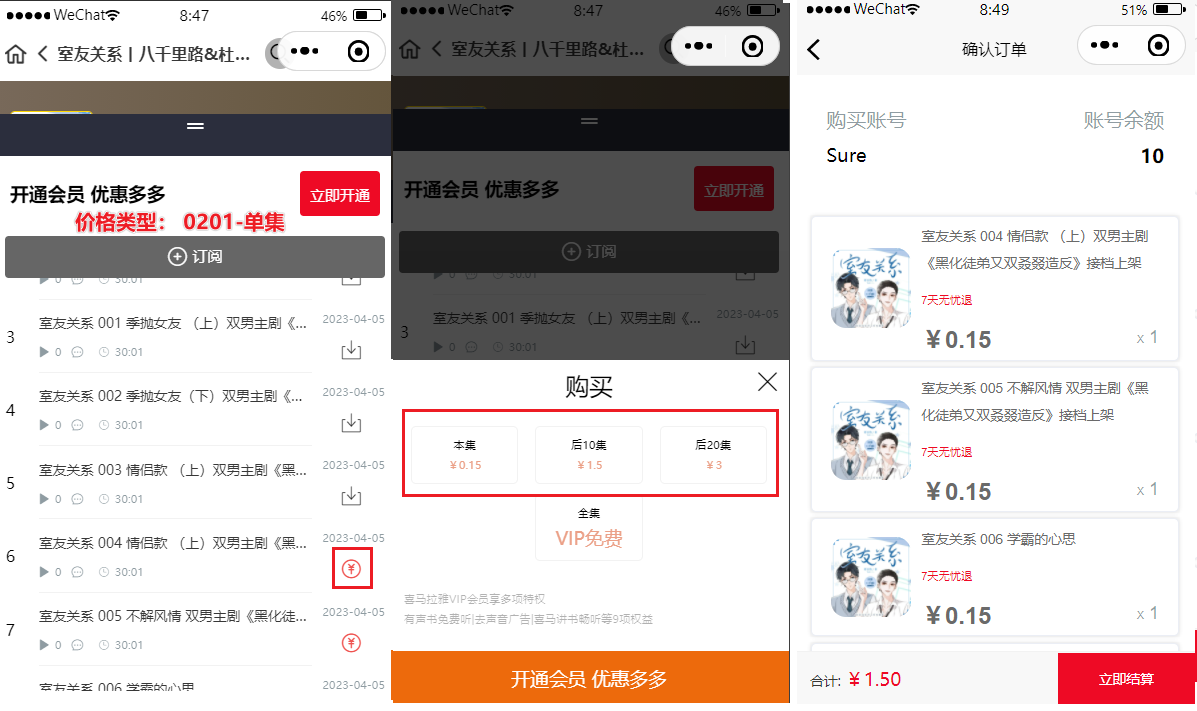 WeChat 8:47 46%
室友关系丨八千里路&杜...
开通会员 优惠多多
立即开通
价格类型： 0201-单集
订阅
0 30:01
3
室友关系 001 季抛女友 （上）双男主剧《...
2023-04-05
0 30:01
4
室友关系 002 季抛女友（下）双男主剧《...
2023-04-05
0 30:01
5
室友关系 003 情侣款 （上）双男主剧《黑...
2023-04-05
0 30:01
6
室友关系 004 情侣款 （上）双男主剧《黑...
2023-04-05
¥
0 30:01
7
室友关系 005 不解风情 双男主剧《黑化徒...
2023-04-05
¥
0 30:01
室友关系 006 学霸的心思
2023-04-05
WeChat 8:47 46%
室友关系丨八千里路&杜...
开通会员 优惠多多
立即开通
订阅
0 30:01
3
室友关系 001 季抛女友 （上）双男主剧《...
2023-04-05
0 30:01
购买
本集
¥ 0.15
后10集
¥ 1.5
后20集
¥ 3
全集
VIP免费
喜马拉雅VIP会员享多项特权
有声书免费听|去声音广告|喜马讲书畅听等9项权益
开通会员 优惠多多
WeChat 8:49 51%
确认订单
购买账号
账号余额
Sure
10
室友关系 004 情侣款 （上）双男主剧
《黑化徒弟又双叒叕造反》接档上架
7天无忧退
¥ 0.15
x 1
室友关系 005 不解风情 双男主剧《黑
化徒弟又双叒叕造反》接档上架
7天无忧退
¥ 0.15
x 1
室友关系 006 学霸的心思
7天无忧退
¥ 0.15
x 1
室友关系
室友关系
室友关系
合计: ¥ 1.50
立即结算